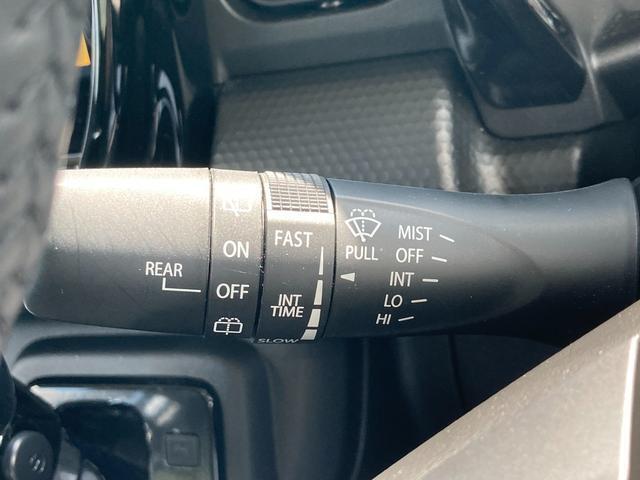 REAR
ON
OFF
FAST
INT
TIME
SLOW
PULL
MIST
OFF
INT
LO
HI